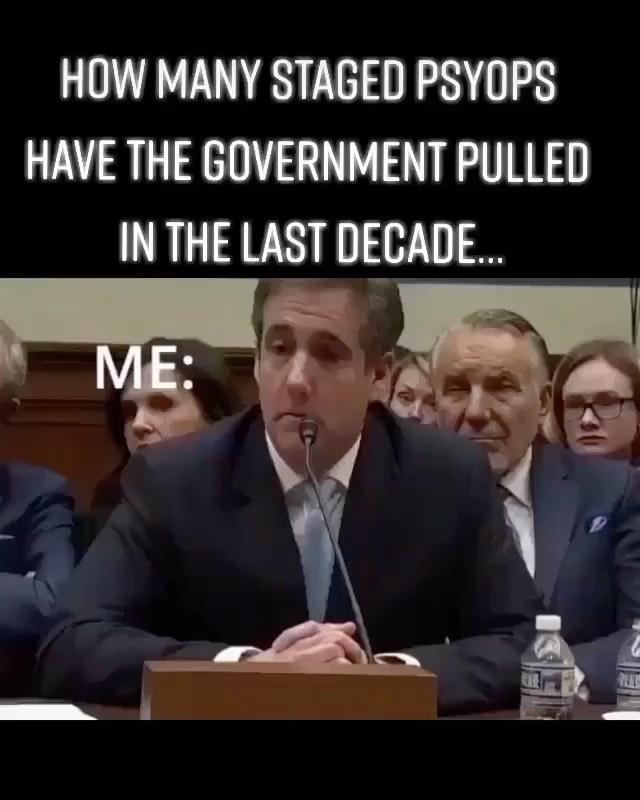 HOW MANY STAGED PSYOPS
HAVE THE GOVERNMENT PULLED
IN THE LAST DECADE...
ME: